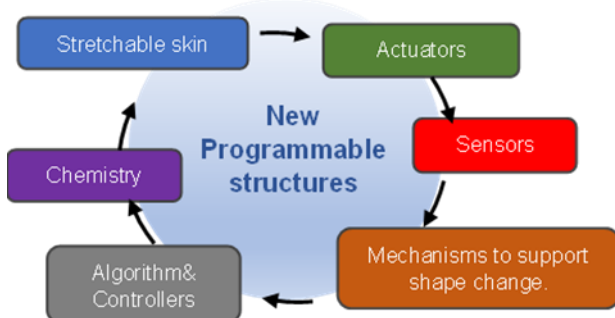 Stretchable skin
Actuators
New
Programmable
structures
Sensors
Chemistry
Mechanisms to support
shape change.
Algorithm&
Controllers